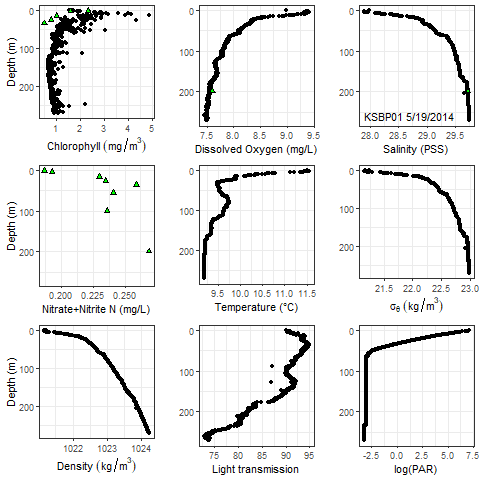 Depth (m)
0
100
200
1 2 3 4 5
Chlorophyll (mg/m³)
7.5 8.0 8.5 9.0 9.5
Dissolved Oxygen (mg/L)
0
100
200
KSBP01 5/19/2014
28.0 28.5 29.0 29.5
Salinity (PSS)
0
100
200
Depth (m)
0
100
200
0.200 0.225 0.250
Nitrate+Nitrite N (mg/L)
0
100
200
9.5 10.0 10.5 11.0 11.5
Temperature (°C)
0
100
200
21.5 22.0 22.5 23.0
σθ (kg/m³)
Depth (m)
0
100
200
1022 1023 1024
Density (kg/m³)
0
100
200
75 80 85 90 95
Light transmission
0
100
200
-2.5 0.0 2.5 5.0 7.5
log(PAR)